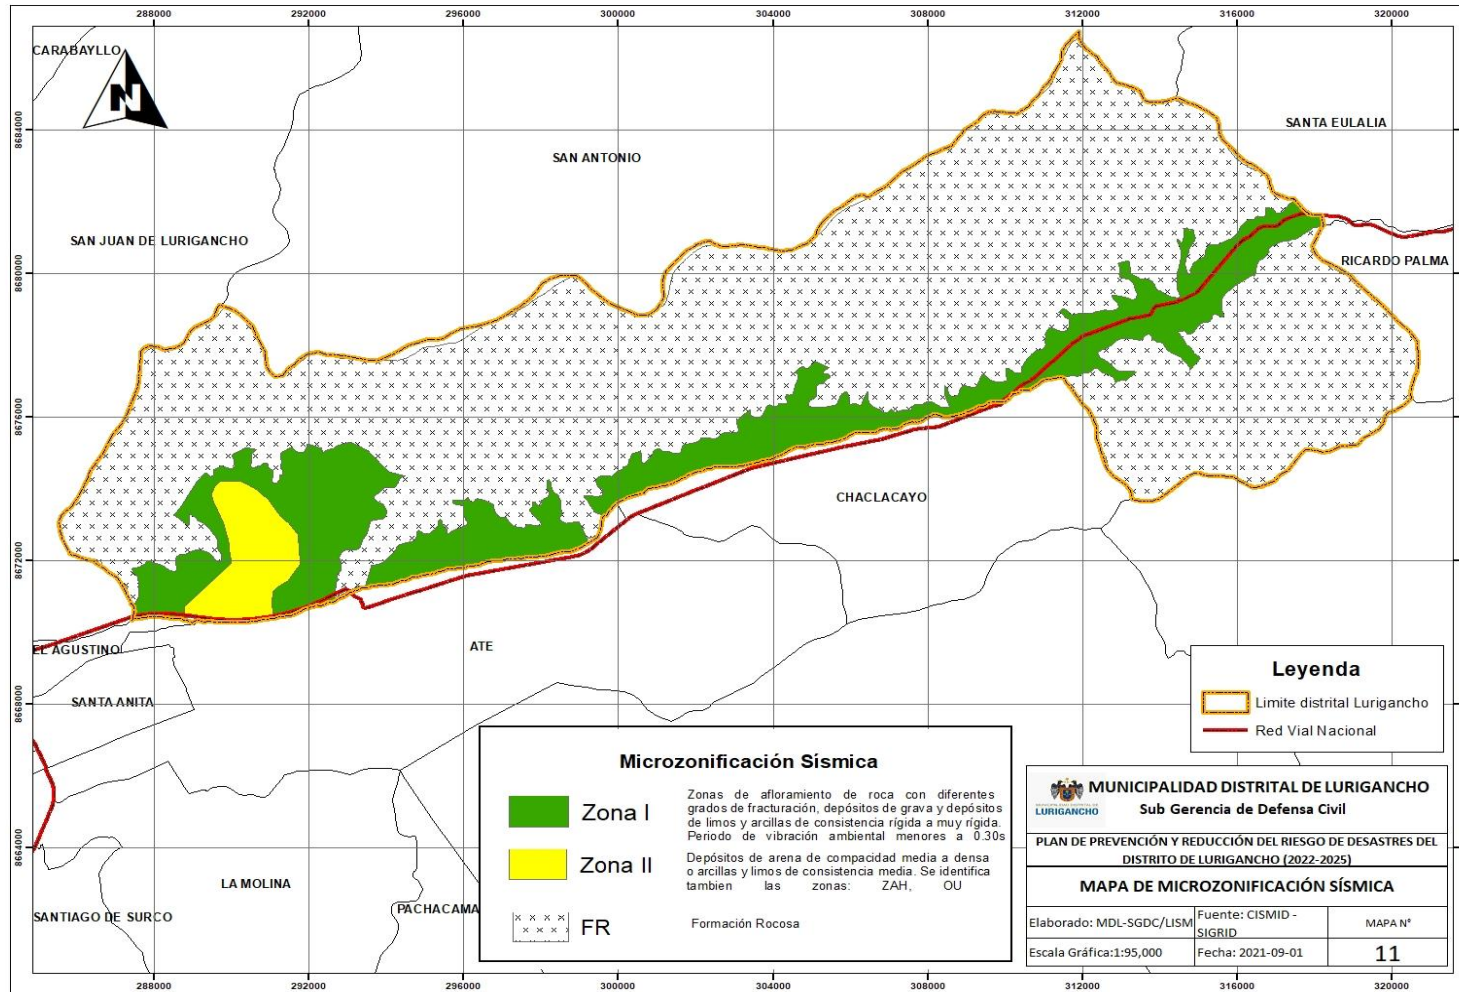 288000 292000 296000 300000 304000 308000 312000 316000 320000
CARABAYLLO
N
8684000
SANTA EULALIA
SAN ANTONIO
SAN JUAN DE LURIGANCHO
RICARDO PALMA
8680000
8676000
CHACLACAYO
8672000
ATE
EL AGUSTINO
SANTA ANITA
8668000
LA MOLINA
PACHACAMA
SANTIAGO DE SURCO
8664000
Leyenda
Limite distrital Lurigancho
Red Vial Nacional
Microzonificación Sísmica
Zona I
Zonas de afloramiento de roca con diferentes
grados de fracturación, depósitos de grava y depósitos
de limos y arcillas de consistencia rígida a muy rígida.
Periodo de vibración ambiental menores a 0.30s
Zona II
Depósitos de arena de compacidad media a densa
o arcillas y limos de consistencia media. Se identifica
tambien las zonas: ZAH, OU
FR
Formación Rocosa
LURIGANCHO
MUNICIPALIDAD DISTRITAL DE LURIGANCHO
Sub Gerencia de Defensa Civil
PLAN DE PREVENCIÓN Y REDUCCIÓN DEL RIESGO DE DESASTRES DEL
DISTRITO DE LURIGANCHO (2022-2025)
MAPA DE MICROZONIFICACIÓN SÍSMICA
Elaborado: MDL-SGDC/LISM
Fuente: CISMID -
SIGRID
MAPA N°
Escala Gráfica:1:95,000
Fecha: 2021-09-01
11
288000 292000 296000 300000 304000 308000 312000 316000 320000